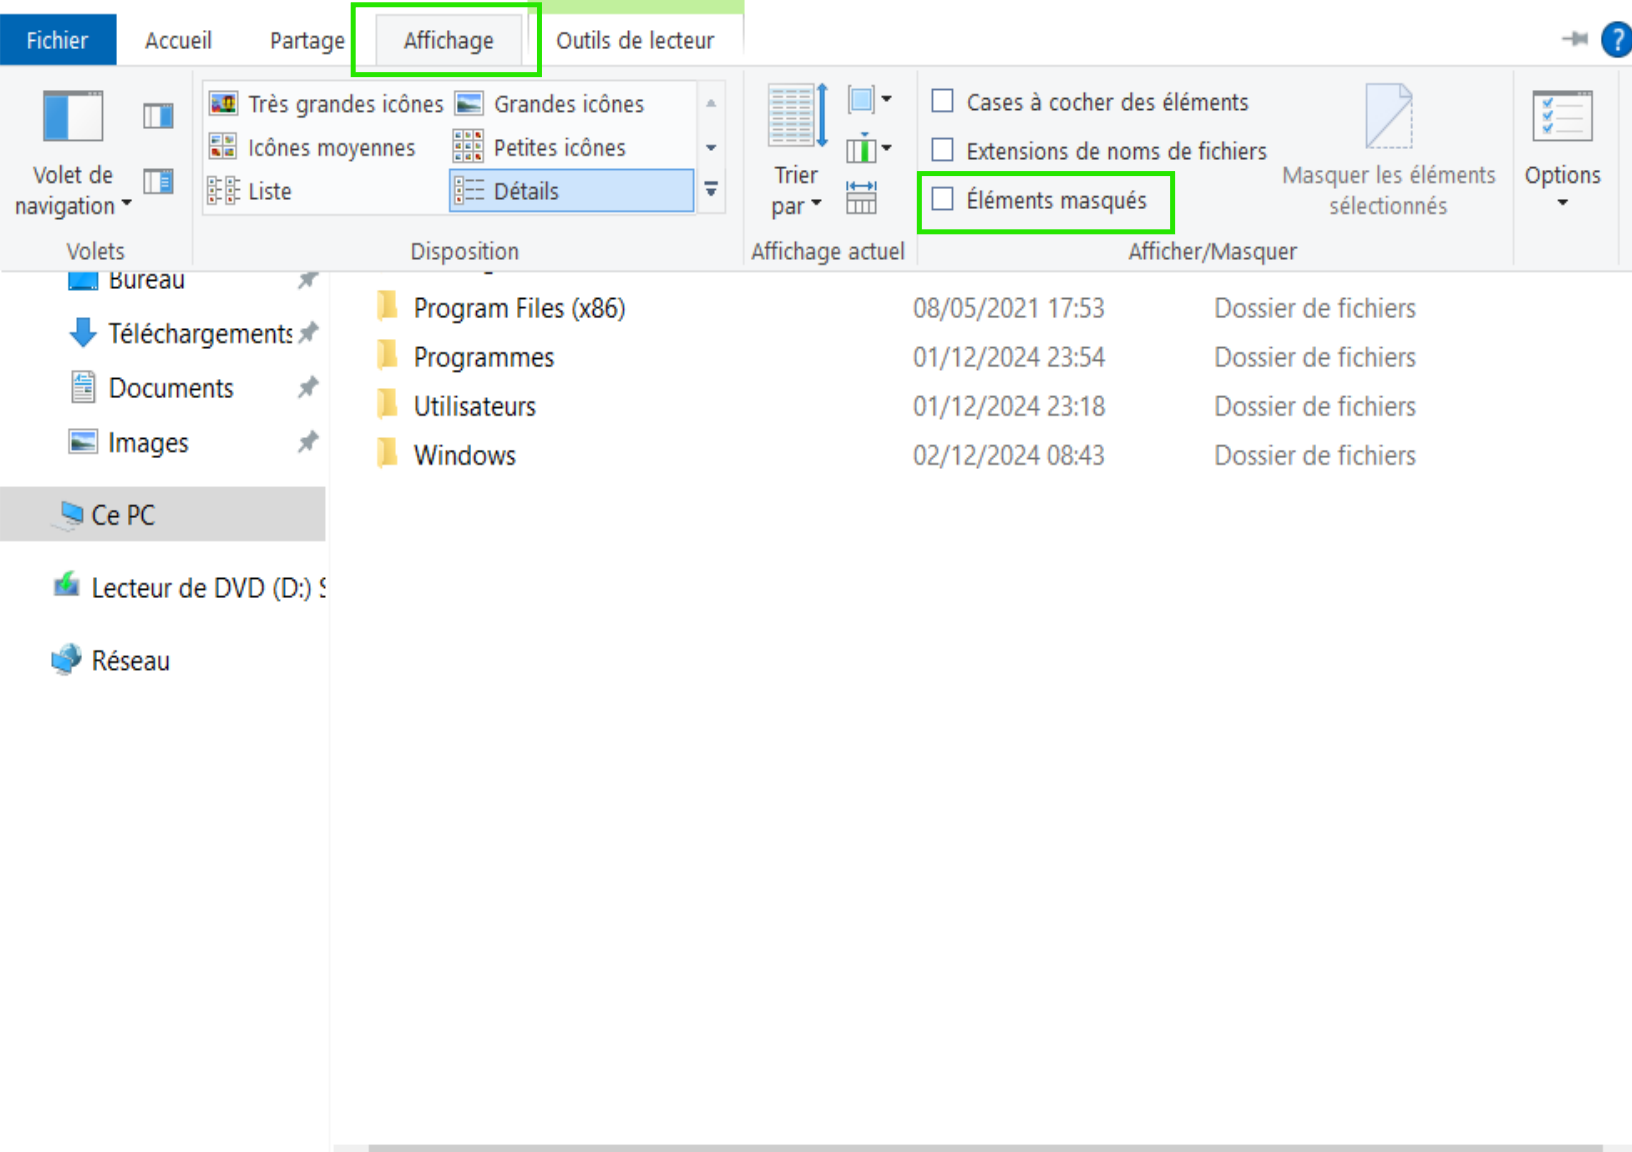 Fichier Accueil Partage Affichage Outils de lecteur ?
Très grandes icônes Grandes icônes
Icônes moyennes Petites icônes
Liste Détails
Volet de
navigation
Trier
par
Cases à cocher des éléments
Extensions de noms de fichiers
Éléments masqués
Masquer les éléments
sélectionnés
Options
Volets Disposition Affichage actuel Afficher/Masquer
Bureau
Téléchargements
Documents
Images
Ce PC
Lecteur de DVD (D:) S
Réseau
Program Files (x86) 08/05/2021 17:53 Dossier de fichiers
Programmes 01/12/2024 23:54 Dossier de fichiers
Utilisateurs 01/12/2024 23:18 Dossier de fichiers
Windows 02/12/2024 08:43 Dossier de fichiers